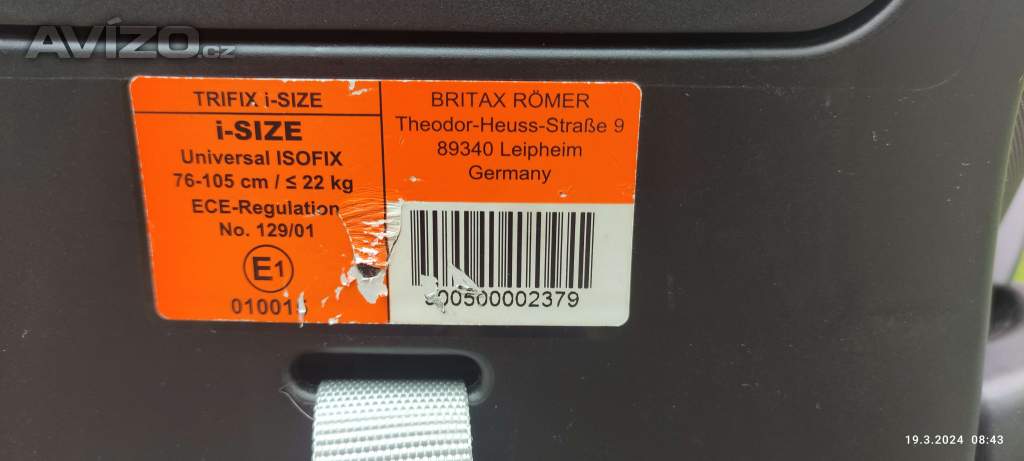 AVÍZO.cz
TRIFIX i-SIZE
i-SIZE
Universal ISOFIX
76-105 cm / ≤ 22 kg
ECE-Regulation
No. 129/01
E1
BRITAX RÖMER
Theodor-Heuss-Straße 9
89340 Leipheim
Germany
19.3.2024 08:43